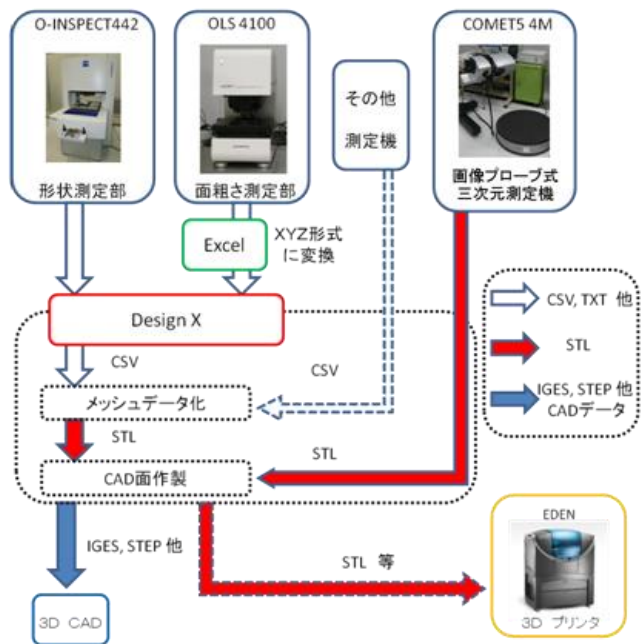 O-INSPECT442
形状測定部
OLS 4100
面粗さ測定部
その他
測定機
COMET5 4M
画像プローブ式
三次元測定機
Excel
XYZ形式
に変換
Design X
CSV
CSV
メッシュデータ化
STL
STL
CAD面作製
CSV, TXT 他
STL
IGES, STEP 他
CADデータ
IGES, STEP 他
STL 等
3D CAD
EDEN
3D プリンタ